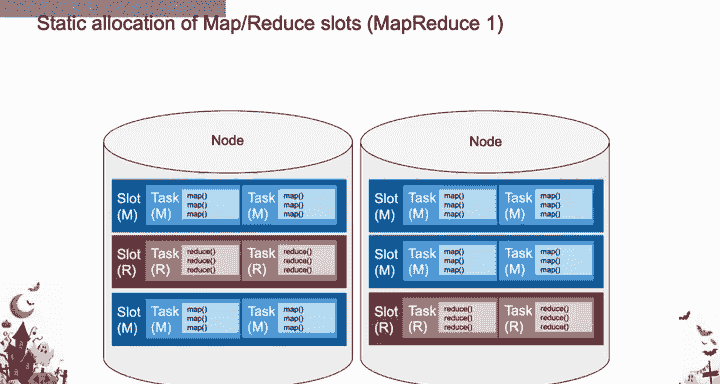 Static allocation of Map/Reduce slots (MapReduce 1)
Node
Slot
(M)
Task
(M)
map()
map()
map()
Task
(M)
map()
map()
map()
Slot
(R)
Task
(R)
reduce()
reduce()
reduce()
Task
(R)
reduce()
reduce()
reduce()
Slot
(M)
Task
(M)
map()
map()
map()
Task
(M)
map()
map()
map()
Node
Slot
(M)
Task
(M)
map()
map()
map()
Task
(M)
map()
map()
map()
Slot
(M)
Task
(M)
map()
map()
map()
Task
(M)
map()
map()
map()
Slot
(R)
Task
(R)
reduce()
reduce()
reduce()
Task
(R)
reduce()
reduce()
reduce()